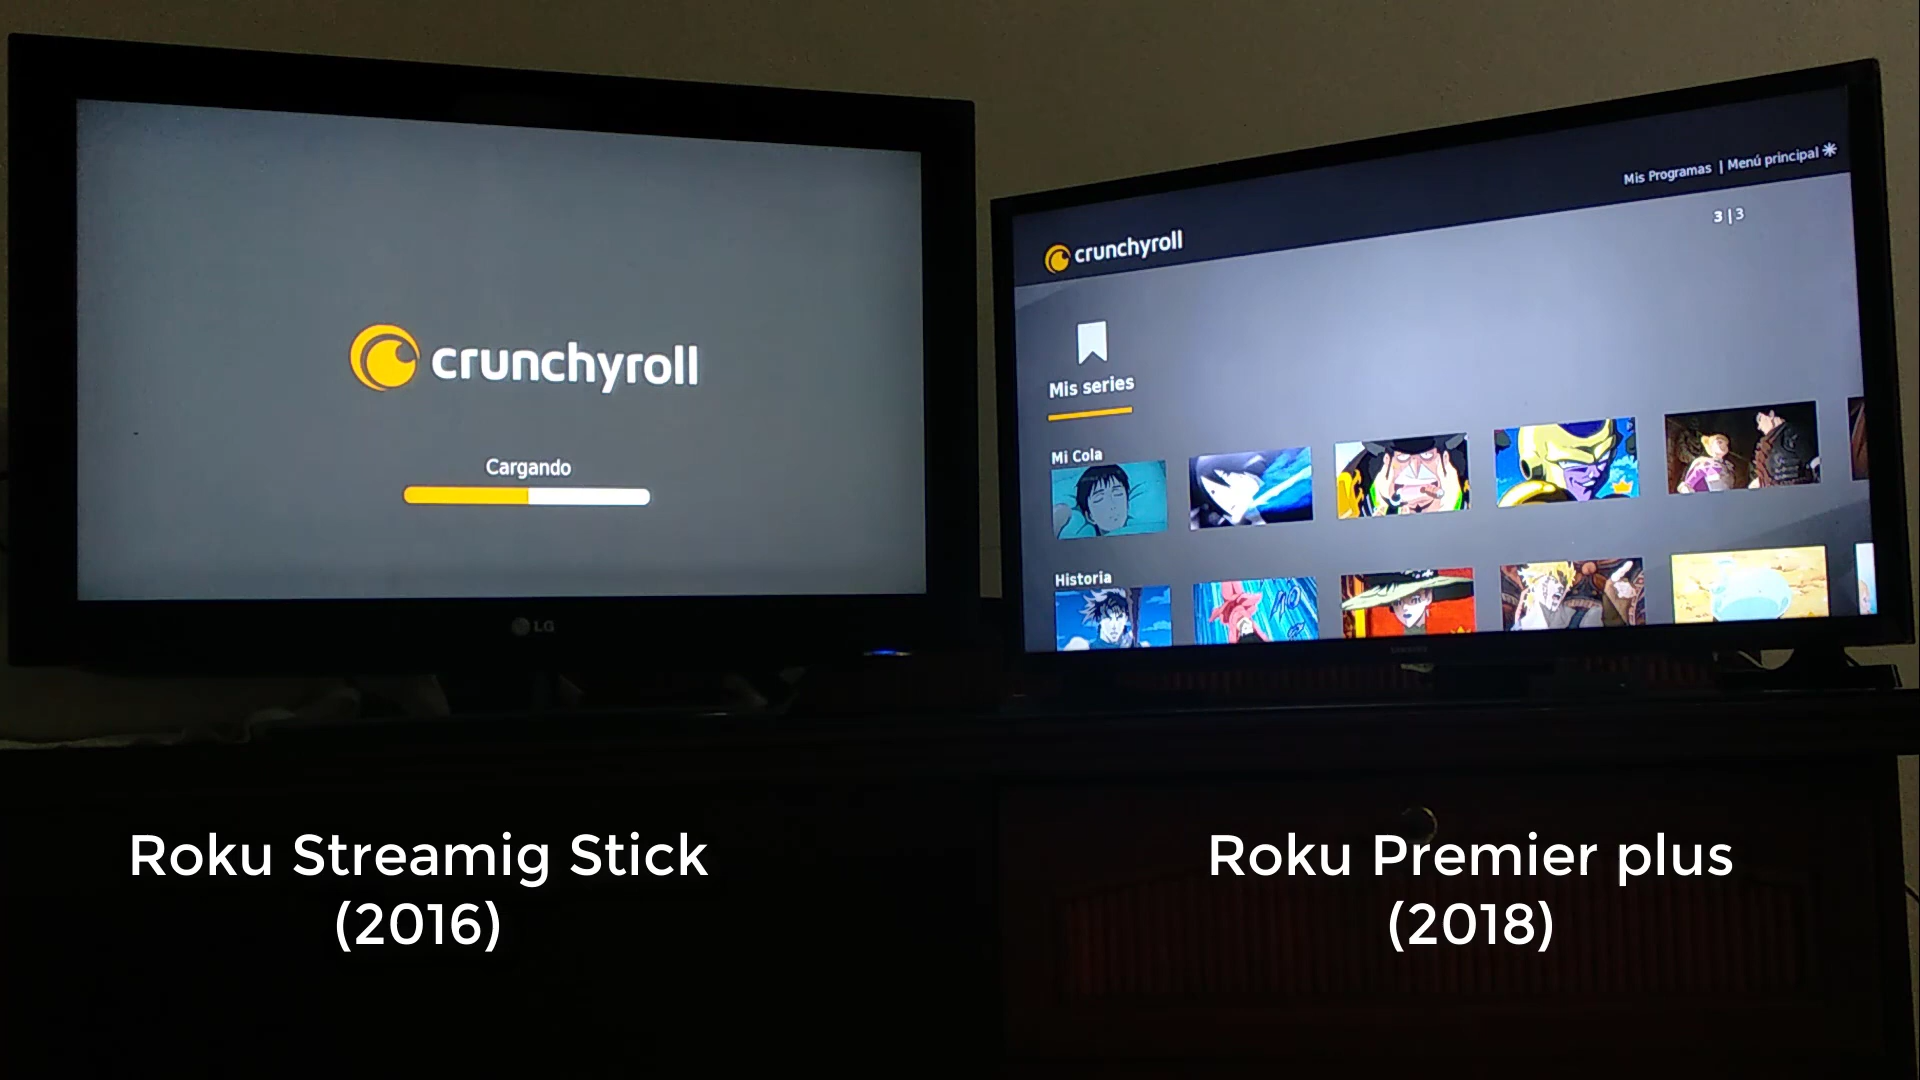 crunchyroll
Cargando
LG
Mis Programas | Menú principal *
3 | 3
crunchyroll
Mis series
Mi Cola
Historia
SAMSUNG
Roku Streamig Stick
(2016)
Roku Premier plus
(2018)